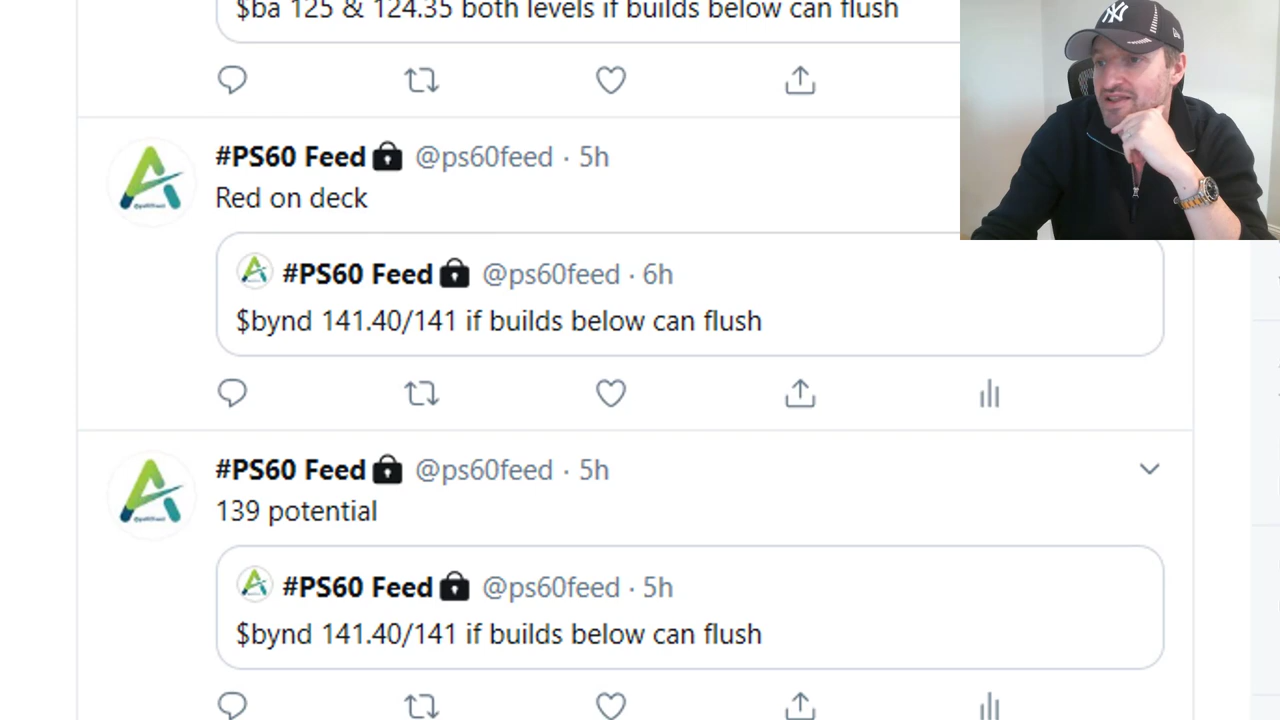 $ba 125 & 124.35 both levels if builds below can flush
#PS60 Feed @ps60feed · 5h
Red on deck
#PS60 Feed @ps60feed · 6h
$bynd 141.40/141 if builds below can flush
#PS60 Feed @ps60feed · 5h
139 potential
#PS60 Feed @ps60feed · 5h
$bynd 141.40/141 if builds below can flush